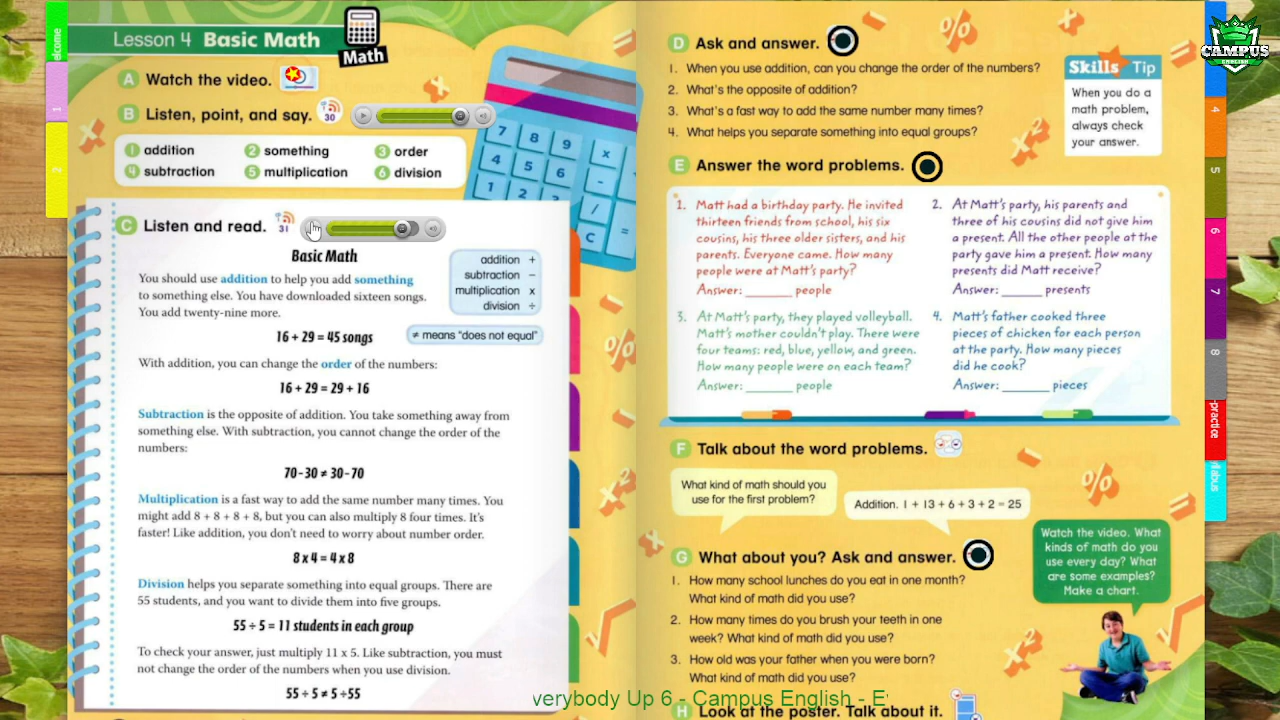 Lesson 4 Basic Math
Math
A Watch the video.
B Listen, point, and say. 30
1 addition 2 something 3 order
4 subtraction 5 multiplication 6 division
C Listen and read. 31
Basic Math
You should use addition to help you add something
to something else. You have downloaded sixteen songs.
You add twenty-nine more.
16 + 29 = 45 songs
addition +
subtraction −
multiplication x
division ÷
≠ means "does not equal"
With addition, you can change the order of the numbers:
16 + 29 = 29 + 16
Subtraction is the opposite of addition. You take something away from
something else. With subtraction, you cannot change the order of the
numbers:
70-30 ≠ 30-70
Multiplication is a fast way to add the same number many times. You
might add 8 + 8 + 8 + 8, but you can also multiply 8 four times. It's
faster! Like addition, you don't need to worry about number order.
8 x 4 = 4 x 8
Division helps you separate something into equal groups. There are
55 students, and you want to divide them into five groups.
55 ÷ 5 = 11 students in each group
To check your answer, just multiply 11 x 5. Like subtraction, you must
not change the order of the numbers when you use division.
55 ÷ 5 ≠ 5 ÷55
7 8 9 x
4 5 6 -
1 2 /
C =
D Ask and answer.
1. When you use addition, can you change the order of the numbers?
2. What's the opposite of addition?
3. What's a fast way to add the same number many times?
4. What helps you separate something into equal groups?
Skills Tip
When you do a
math problem,
always check
your answer.
E Answer the word problems.
1. Matt had a birthday party. He invited
thirteen friends from school, his six
cousins, his three older sisters, and his
parents. Everyone came. How many
people were at Matt's party?
Answer: ______ people
2. At Matt's party, his parents and
three of his cousins did not give him
a present. All the other people at the
party gave him a present. How many
presents did Matt receive?
Answer: ______ presents
3. At Matt's party, they played volleyball.
Matt's mother couldn't play. There were
four teams: red, blue, yellow, and green.
How many people were on each team?
Answer: ______ people
4. Matt's father cooked three
pieces of chicken for each person
at the party. How many pieces
did he cook?
Answer: ______ pieces
F Talk about the word problems.
What kind of math should you
use for the first problem?
Addition. 1 + 13 + 6 + 3 + 2 = 25
G What about you? Ask and answer.
1. How many school lunches do you eat in one month?
What kind of math did you use?
2. How many times do you brush your teeth in one
week? What kind of math did you use?
3. How old was your father when you were born?
What kind of math did you use?
Watch the video. What
kinds of math do you
use every day? What
are some examples?
Make a chart.
H Look at the poster. Talk about it.
verybody Up 6 - Campus English - E
elcome
1
2
CAMPUS
ENGLISH
4
5
6
7
8
-practice
yllabus